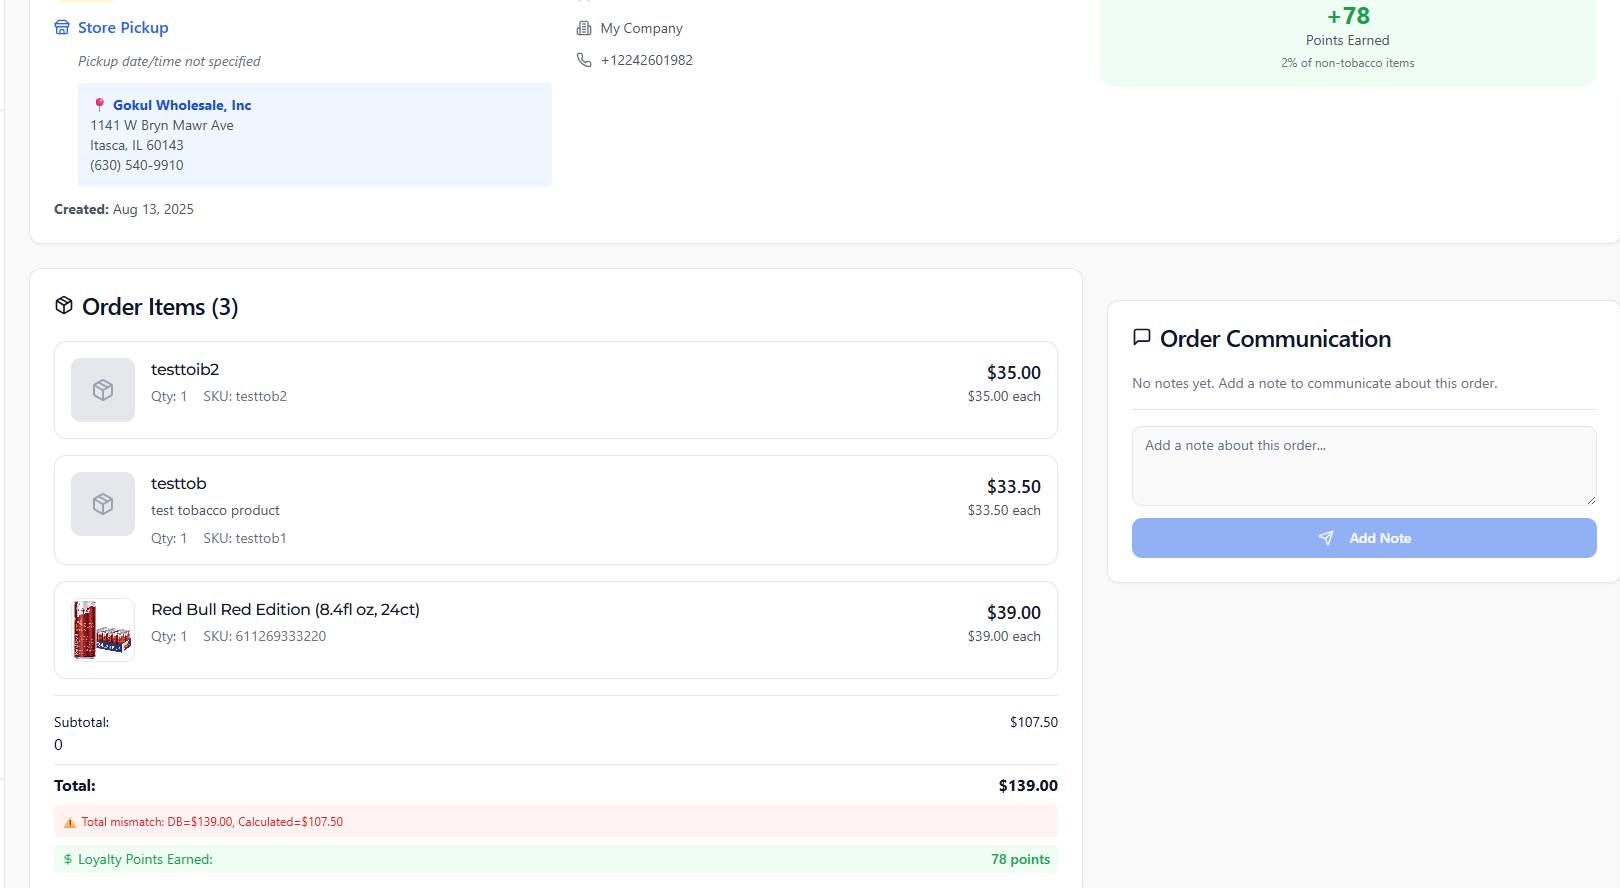 Store Pickup
Pickup date/time not specified
Gokul Wholesale, Inc
1141 W Bryn Mawr Ave
Itasca, IL 60143
(630) 540-9910
Created: Aug 13, 2025
My Company
+12242601982
+78
Points Earned
2% of non-tobacco items
Order Items (3)
testtoib2
Qty: 1 SKU: testtob2
$35.00
$35.00 each
testtob
test tobacco product
Qty: 1 SKU: testtob1
$33.50
$33.50 each
Red Bull Red Edition (8.4fl oz, 24ct)
Qty: 1 SKU: 611269333220
$39.00
$39.00 each
Subtotal: $107.50
0
Total: $139.00
Total mismatch: DB=$139.00, Calculated=$107.50
$ Loyalty Points Earned: 78 points
Order Communication
No notes yet. Add a note to communicate about this order.
Add a note about this order...
Add Note